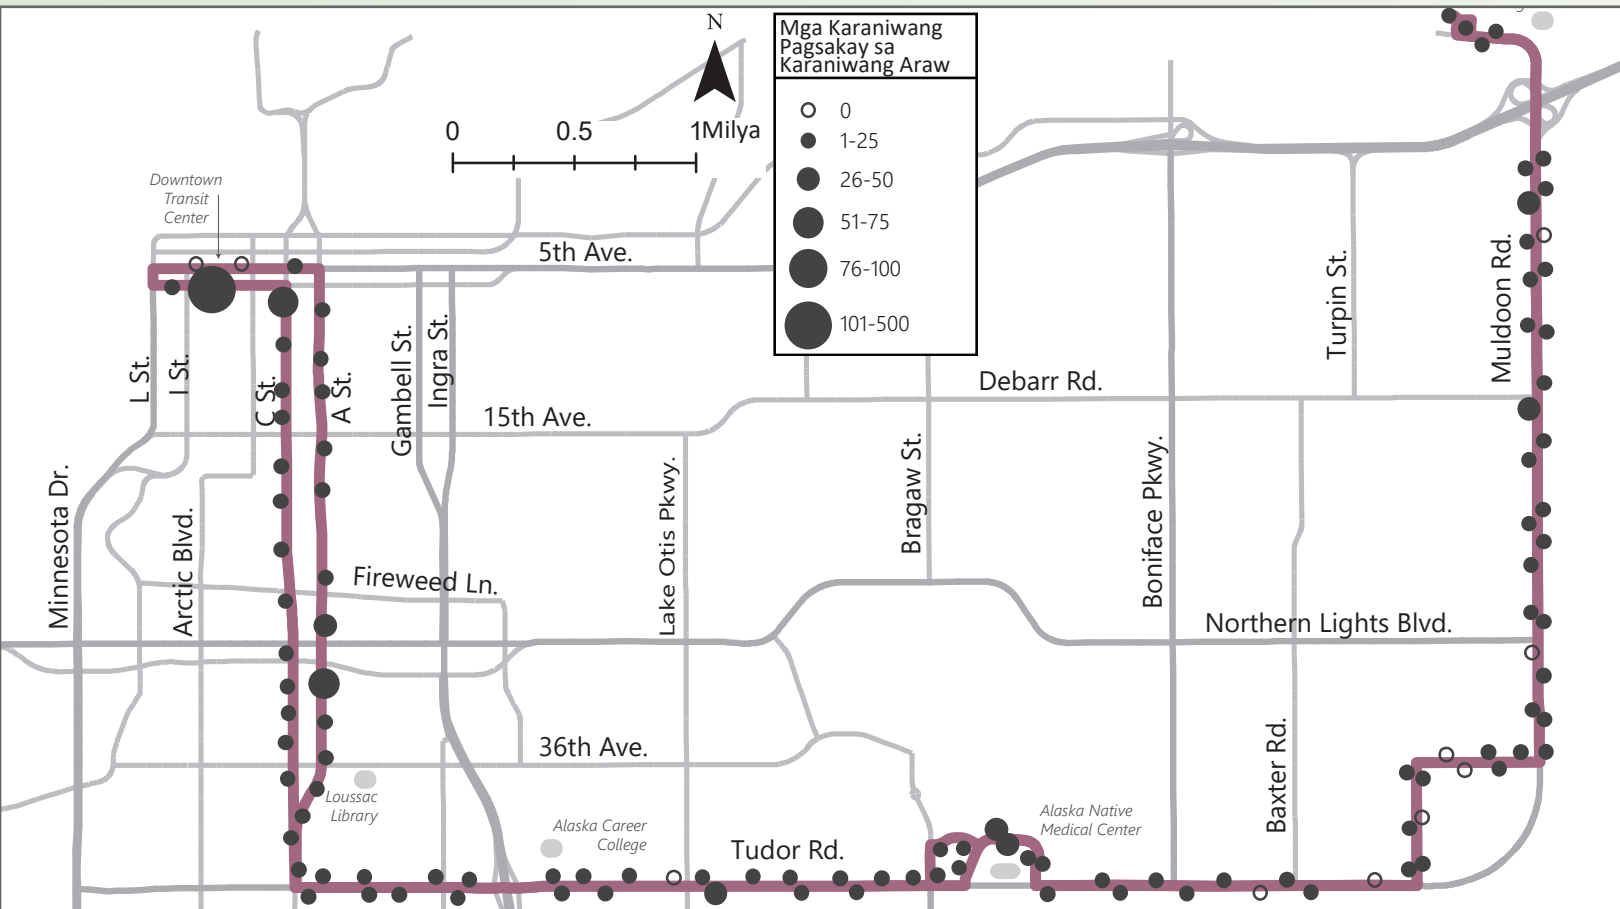 Mga Karaniwang
Pagsakay sa
Karaniwang Araw
0
1-25
26-50
51-75
76-100
101-500
N
0
0.5
1Milya
Downtown
Transit
Center
5th Ave.
L St.
I St.
C St.
A St.
Gambell St.
Ingra St.
15th Ave.
Debarr Rd.
Turpin St.
Muldoon Rd.
Minnesota Dr.
Arctic Blvd.
Fireweed Ln.
Lake Otis Pkwy.
Bragaw St.
Boniface Pkwy.
Northern Lights Blvd.
36th Ave.
Baxter Rd.
Loussac
Library
Alaska Career
College
Tudor Rd.
Alaska Native
Medical Center